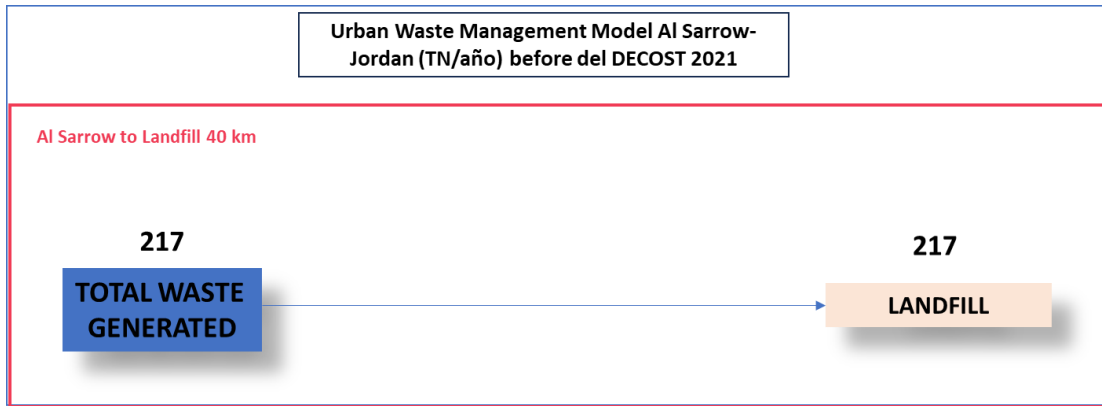 Urban Waste Management Model Al Sarrow-
Jordan (TN/año) before del DECOST 2021
Al Sarrow to Landfill 40 km
217
217
TOTAL WASTE
GENERATED
LANDFILL